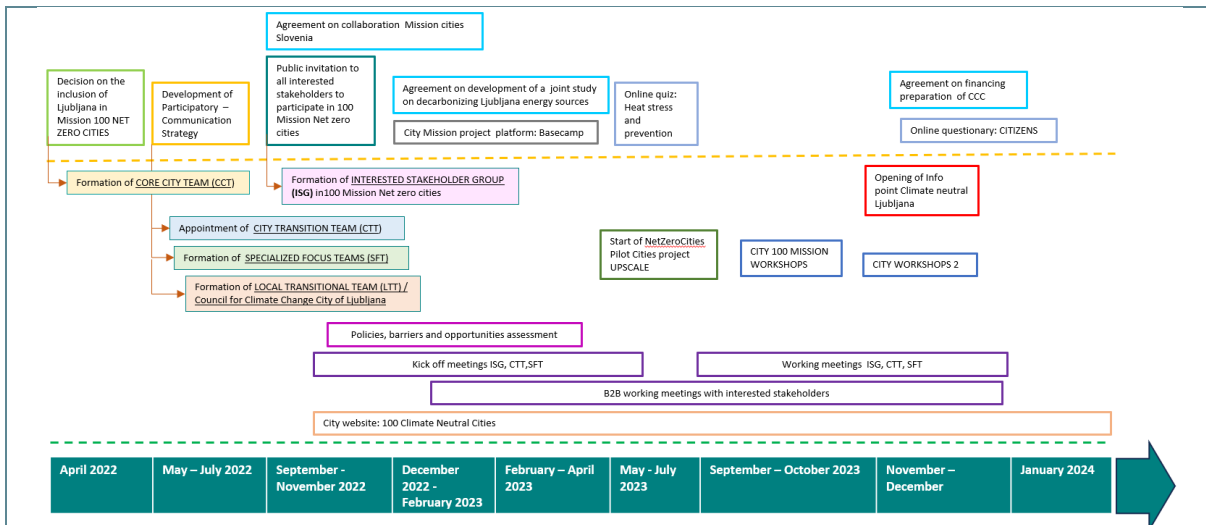 Agreement on collaboration Mission cities
Slovenia
Decision on the
inclusion of
Ljubljana in
Mission 100 NET
ZERO CITIES
Development of
Participatory –
Communication
Strategy
Public invitation to
all interested
stakeholders to
participate in 100
Mission Net zero
cities
Agreement on development of a joint study
on decarbonizing Ljubljana energy sources
City Mission project platform: Basecamp
Online quiz:
Heat stress
and
prevention
Agreement on financing
preparation of CCC
Online questionary: CITIZENS
Formation of CORE CITY TEAM (CCT)
Formation of INTERESTED STAKEHOLDER GROUP
(ISG) in100 Mission Net zero cities
Opening of Info
point Climate neutral
Ljubljana
Appointment of CITY TRANSITION TEAM (CTT)
Formation of SPECIALIZED FOCUS TEAMS (SFT)
Formation of LOCAL TRANSITIONAL TEAM (LTT) /
Council for Climate Change City of Ljubljana
Start of NetZeroCities
Pilot Cities project
UPSCALE
CITY 100 MISSION
WORKSHOPS
CITY WORKSHOPS 2
Policies, barriers and opportunities assessment
Kick off meetings ISG, CTT,SFT
Working meetings ISG, CTT, SFT
B2B working meetings with interested stakeholders
City website: 100 Climate Neutral Cities
April 2022
May – July 2022
September -
November 2022
December
2022 -
February 2023
February – April
2023
May - July
2023
September – October 2023
November –
December
January 2024